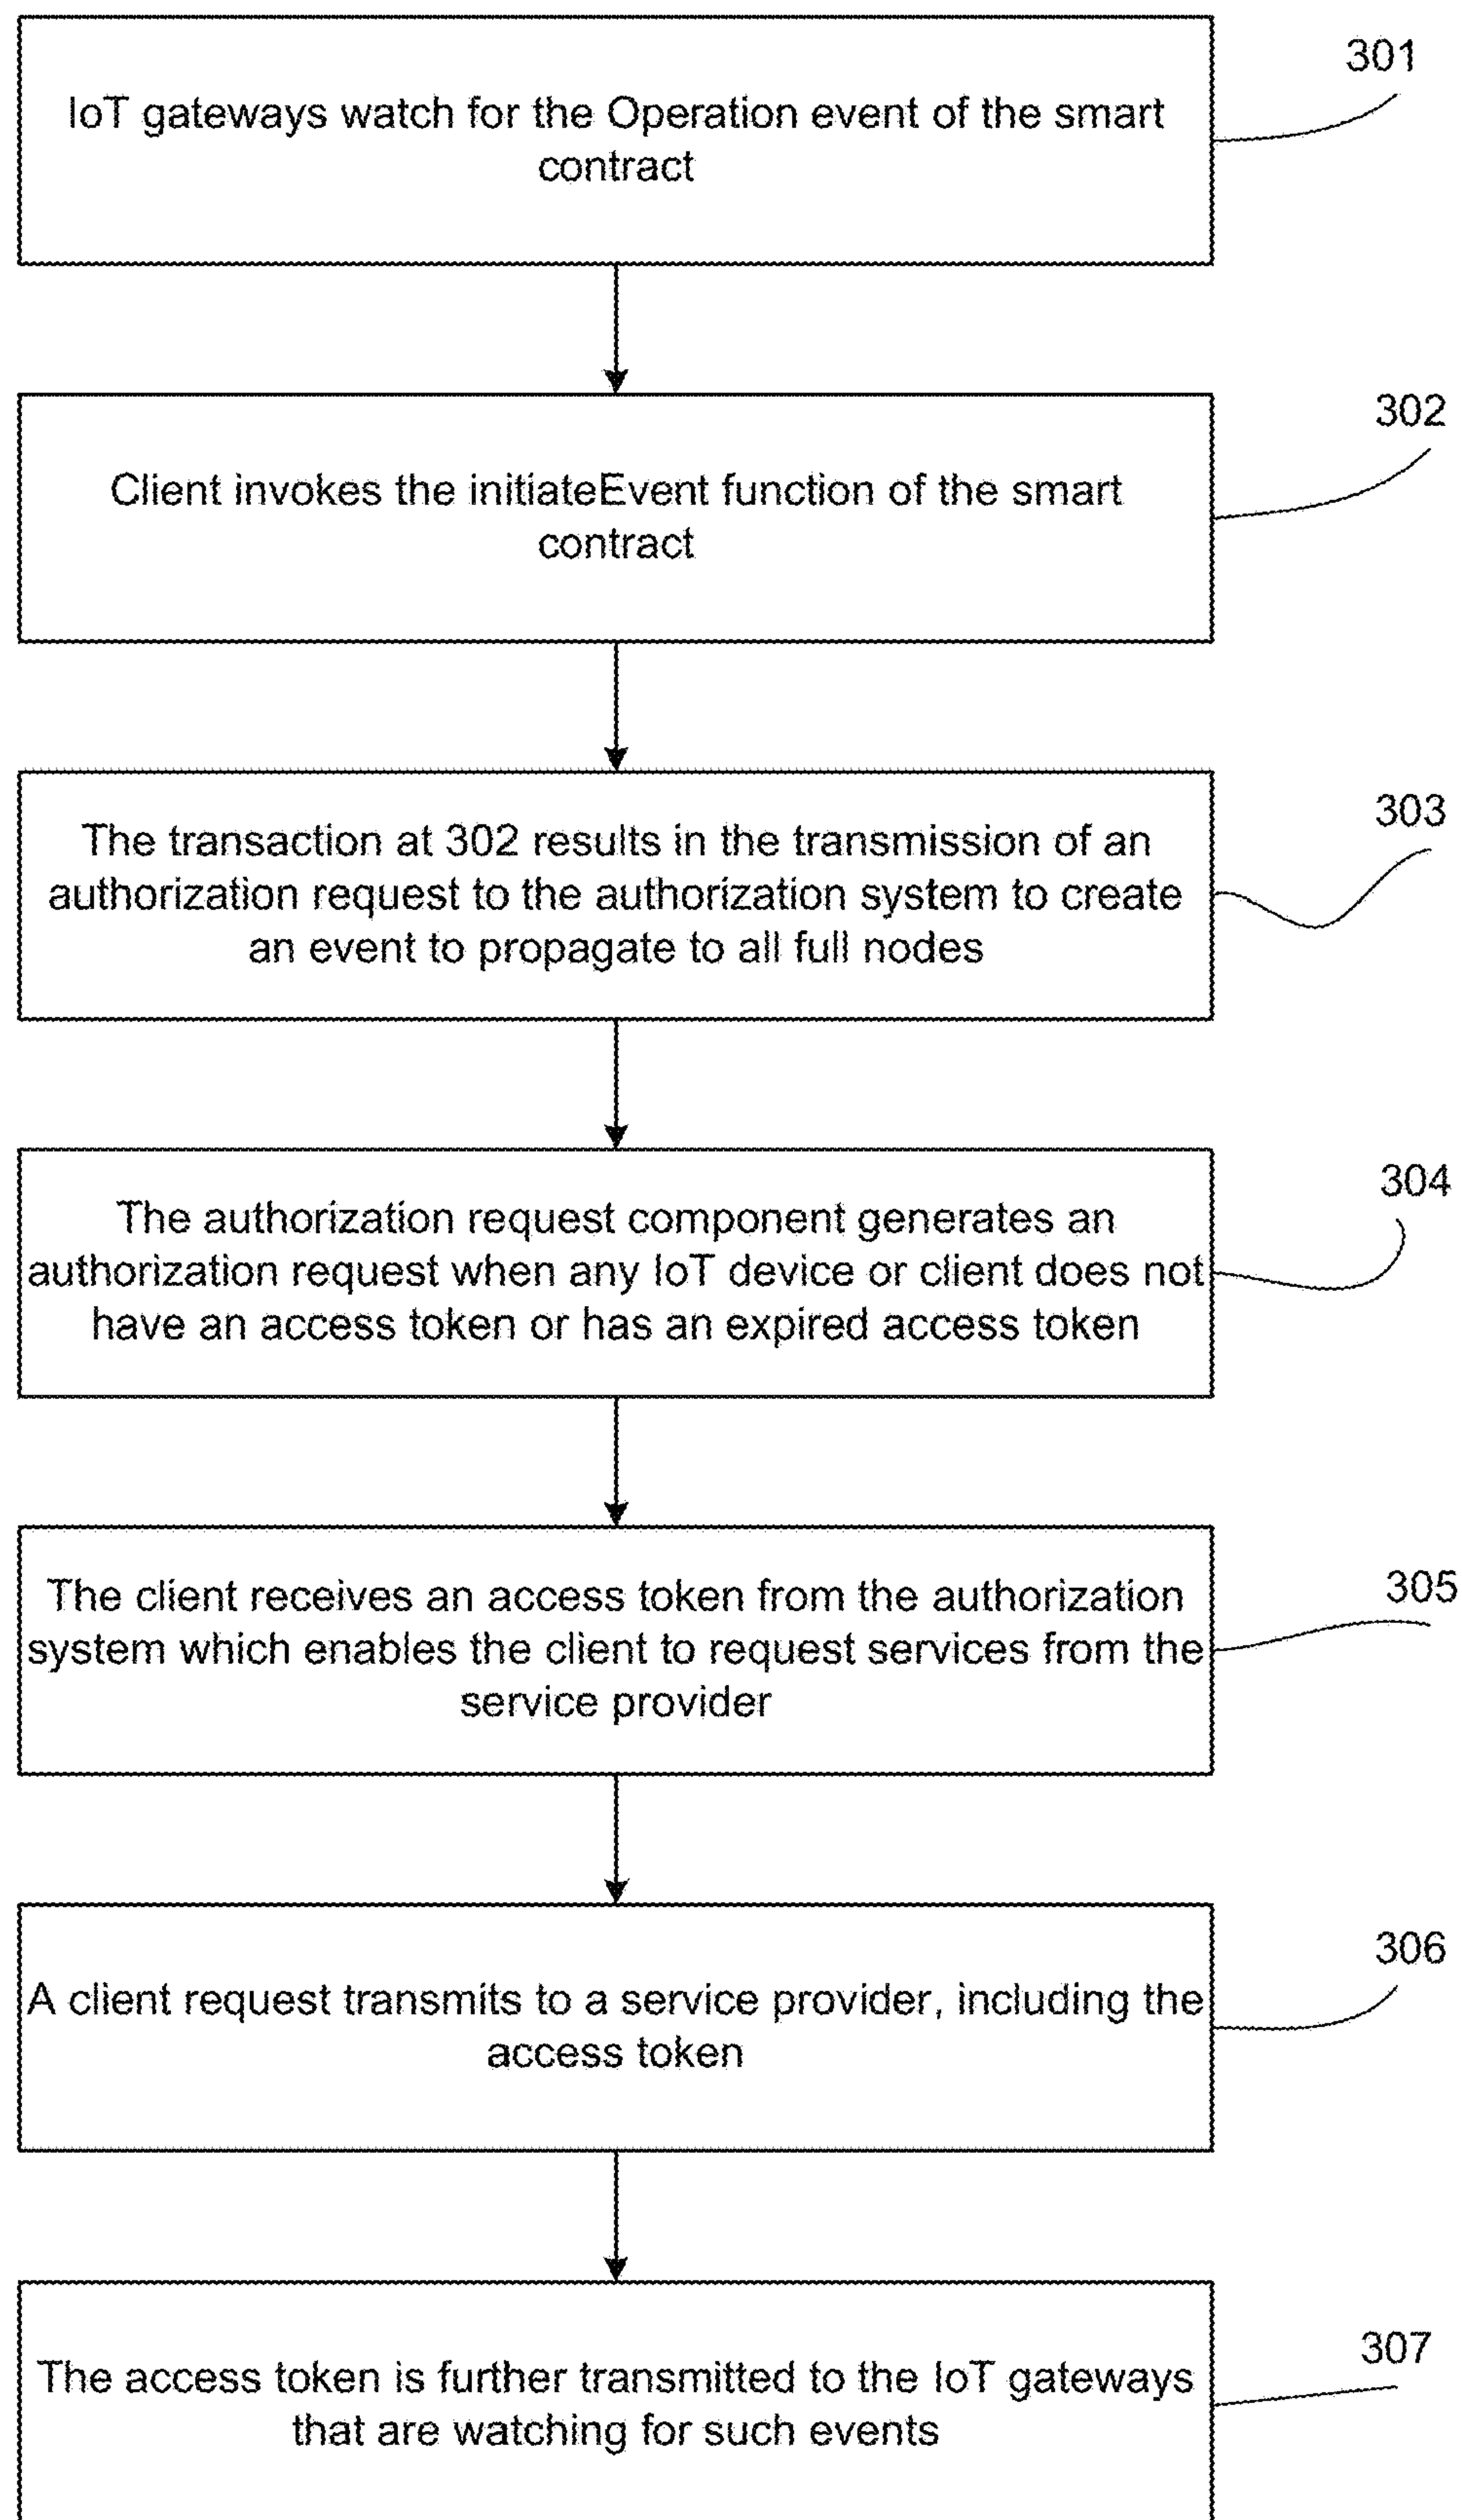 301
IoT gateways watch for the Operation event of the smart
contract
302
Client invokes the initiateEvent function of the smart
contract
303
The transaction at 302 results in the transmission of an
authorization request to the authorization system to create
an event to propagate to all full nodes
304
The authorization request component generates an
authorization request when any IoT device or client does not
have an access token or has an expired access token
305
The client receives an access token from the authorization
system which enables the client to request services from the
service provider
306
A client request transmits to a service provider, including the
access token
307
The access token is further transmitted to the IoT gateways
that are watching for such events